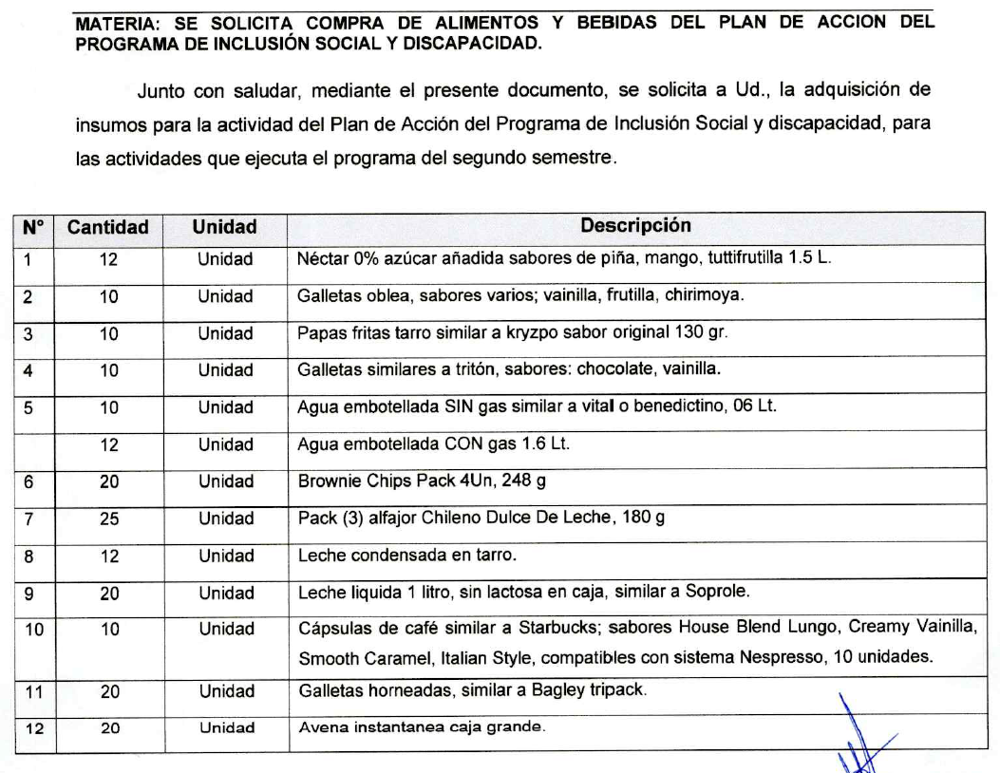 MATERIA: SE SOLICITA COMPRA DE ALIMENTOS Y BEBIDAS DEL PLAN DE ACCION DEL
PROGRAMA DE INCLUSIÓN SOCIAL Y DISCAPACIDAD.
Junto con saludar, mediante el presente documento, se solicita a Ud., la adquisición de
insumos para la actividad del Plan de Acción del Programa de Inclusión Social y discapacidad, para
las actividades que ejecuta el programa del segundo semestre.
N° Cantidad Unidad Descripción
1 12 Unidad Néctar 0% azúcar añadida sabores de piña, mango, tuttifrutilla 1.5 L.
2 10 Unidad Galletas oblea, sabores varios; vainilla, frutilla, chirimoya.
3 10 Unidad Papas fritas tarro similar a kryzpo sabor original 130 gr.
4 10 Unidad Galletas similares a tritón, sabores: chocolate, vainilla.
5 10 Unidad Agua embotellada SIN gas similar a vital o benedictino, 06 Lt.
12 Unidad Agua embotellada CON gas 1.6 Lt.
6 20 Unidad Brownie Chips Pack 4Un, 248 g
7 25 Unidad Pack (3) alfajor Chileno Dulce De Leche, 180 g
8 12 Unidad Leche condensada en tarro.
9 20 Unidad Leche liquida 1 litro, sin lactosa en caja, similar a Soprole.
10 10 Unidad Cápsulas de café similar a Starbucks; sabores House Blend Lungo, Creamy Vainilla,
Smooth Caramel, Italian Style, compatibles con sistema Nespresso, 10 unidades.
11 20 Unidad Galletas horneadas, similar a Bagley tripack.
12 20 Unidad Avena instantanea caja grande.